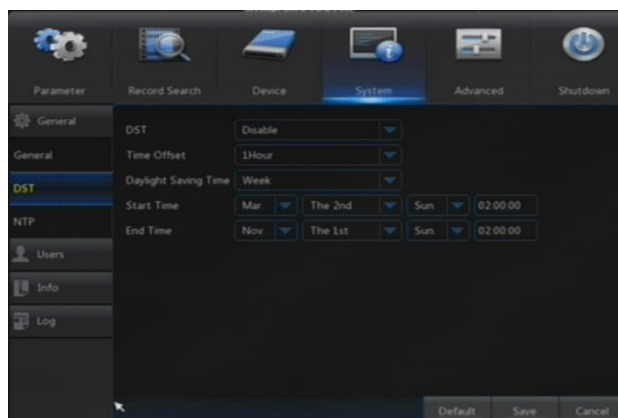 Parameter Record Search Device System Advanced Shutdown
General
General
DST
NTP
Users
Info
Log
DST Disable
Time Offset 1Hour
Daylight Saving Time Week
Start Time Mar. The 2nd Sun. 02:00:00
End Time Nov. The 1st Sun. 02:00:00
Default Save Cancel